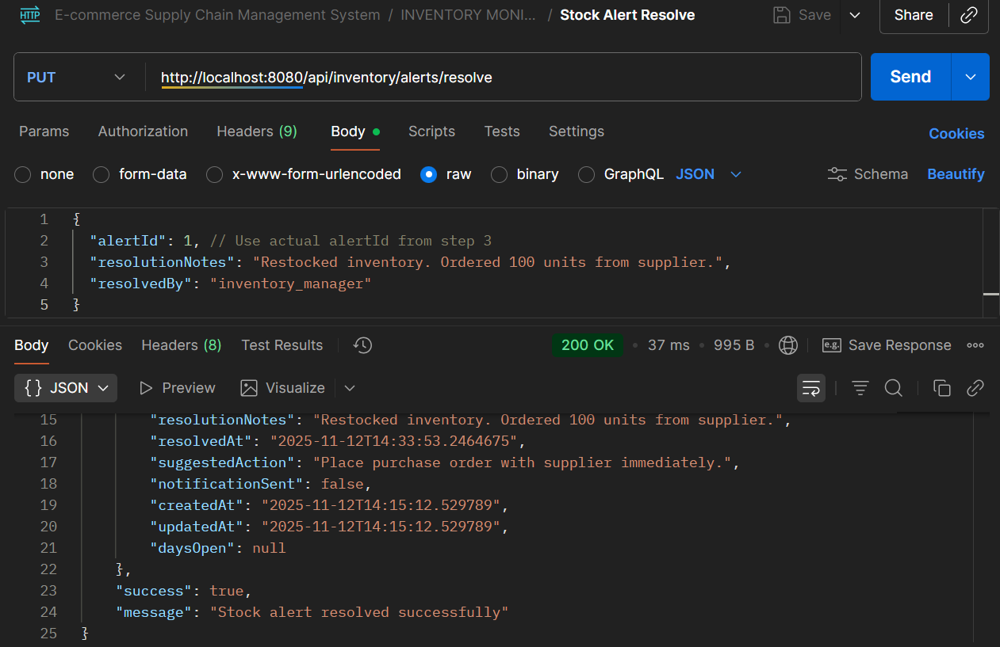 HTTP E-commerce Supply Chain Management System / INVENTORY MONI... / Stock Alert Resolve Save Share
PUT http://localhost:8080/api/inventory/alerts/resolve Send
Params Authorization Headers (9) Body Scripts Tests Settings Cookies
none form-data x-www-form-urlencoded raw binary GraphQL JSON Schema Beautify
1 {
2 "alertId": 1, // Use actual alertId from step 3
3 "resolutionNotes": "Restocked inventory. Ordered 100 units from supplier.",
4 "resolvedBy": "inventory_manager"
5 }
Body Cookies Headers (8) Test Results 200 OK • 37 ms • 995 B • e.g. Save Response
{} JSON Preview Visualize
15 "resolutionNotes": "Restocked inventory. Ordered 100 units from supplier.",
16 "resolvedAt": "2025-11-12T14:33:53.2464675",
17 "suggestedAction": "Place purchase order with supplier immediately.",
18 "notificationSent": false,
19 "createdAt": "2025-11-12T14:15:12.529789",
20 "updatedAt": "2025-11-12T14:15:12.529789",
21 "daysOpen": null
22 },
23 "success": true,
24 "message": "Stock alert resolved successfully"
25 }